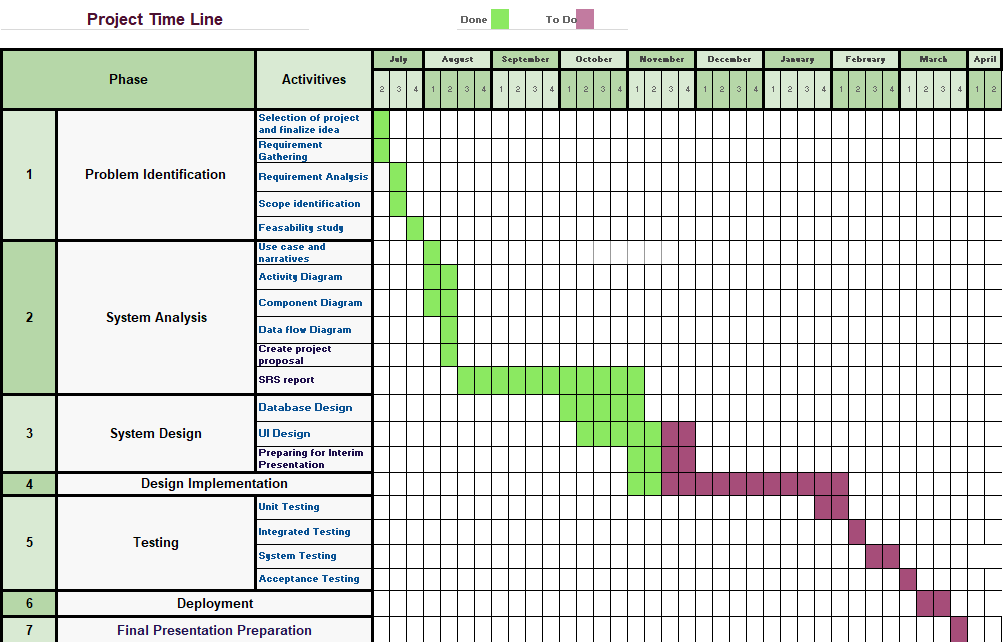 Project Time Line
Done To Do
Phase Acitivitives July August September October November December January February March April
2 3 4 1 2 3 4 1 2 3 4 1 2 3 4 1 2 3 4 1 2 3 4 1 2 3 4 1 2 3 4 1 2 3 4 1 2
1 Problem Identification
Selection of project
and finalize idea
Requirement
Gathering
Requirement Analysis
Scope identification
Feasability study
2 System Analysis
Use case and
narratives
Activity Diagram
Component Diagram
Data flow Diagram
Create project
proposal
SRS report
3 System Design
Database Design
UI Design
Preparing for Interim
Presentation
4 Design Implementation
5 Testing
Unit Testing
Integrated Testing
System Testing
Acceptance Testing
6 Deployment
7 Final Presentation Preparation